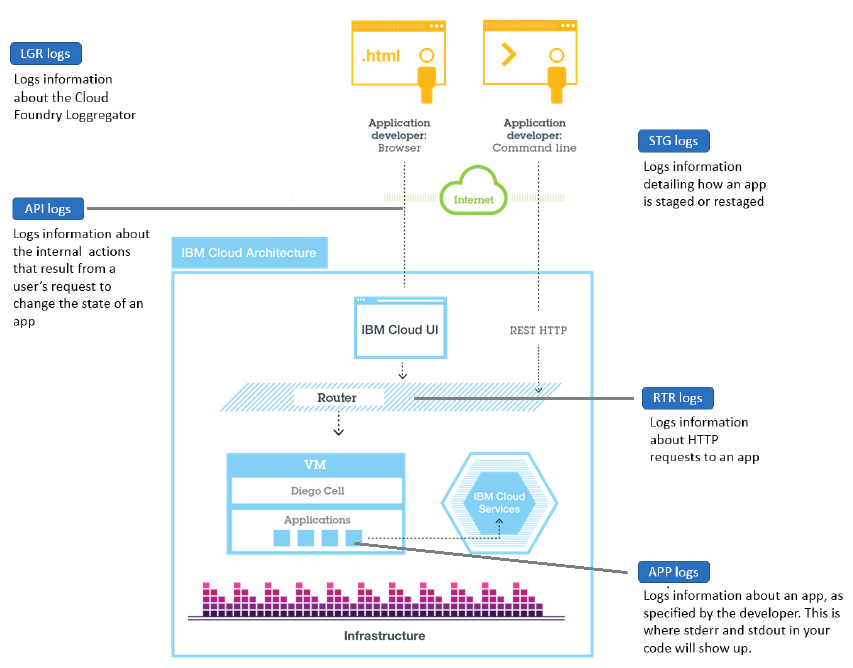 .html
LGR logs
Logs information
about the Cloud
Foundry Loggregator
Application
developer:
Browser
Application
developer:
Command line
STG logs
Logs information
detailing how an app
is staged or restaged
Internet
API logs
Logs information about
the internal actions
that result from a
user's request to
change the state of an
app
IBM Cloud Architecture
IBM Cloud UI
REST HTTP
Router
RTR logs
Logs information
about HTTP
requests to an app
VM
Diego Cell
Applications
IBM Cloud
Services
APP logs
Logs information about an app, as
specified by the developer. This is
where stderr and stdout in your
code will show up.
Infrastructure